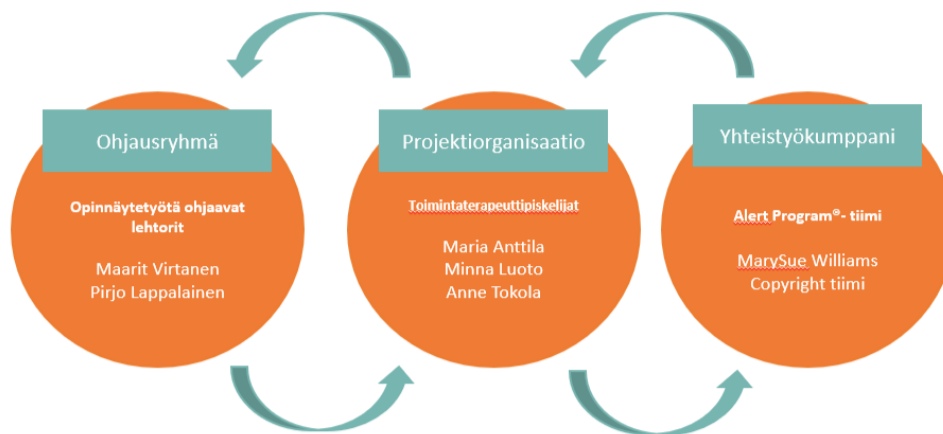 Ohjausryhmä
Opinnäytetyötä ohjaavat
lehtorit
Maarit Virtanen
Pirjo Lappalainen
Projektiorganisaatio
Toimintaterapeuttipiskelijat
Maria Anttila
Minna Luoto
Anne Tokola
Yhteistyökumppani
Alert Program®- tiimi
MarySue Williams
Copyright tiimi